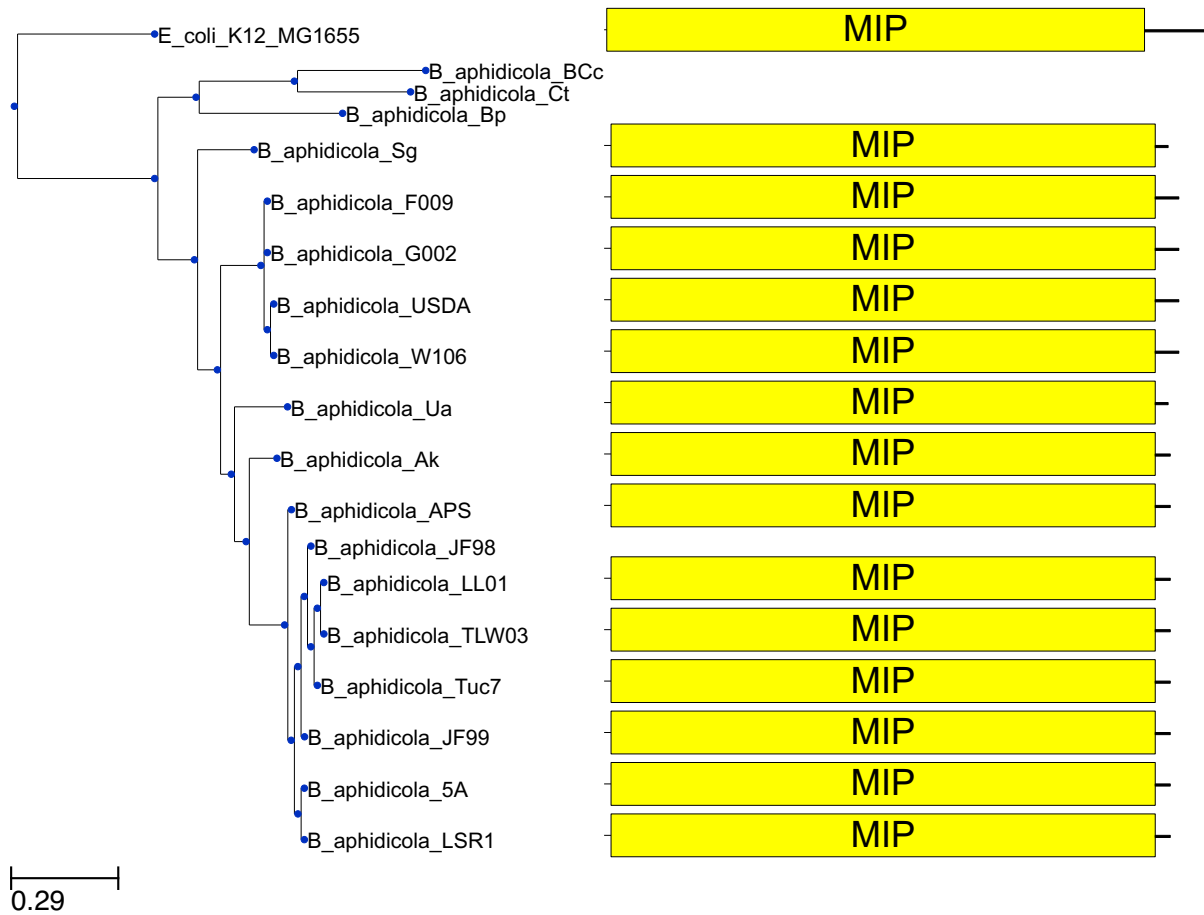 E_coli_K12_MG1655 MIP
B_aphidicola_BCc
B_aphidicola_Ct
B_aphidicola_Bp
B_aphidicola_Sg MIP
B_aphidicola_F009 MIP
B_aphidicola_G002 MIP
B_aphidicola_USDA MIP
B_aphidicola_W106 MIP
B_aphidicola_Ua MIP
B_aphidicola_Ak MIP
B_aphidicola_APS MIP
B_aphidicola_JF98
B_aphidicola_LL01 MIP
B_aphidicola_TLW03 MIP
B_aphidicola_Tuc7 MIP
B_aphidicola_JF99 MIP
B_aphidicola_5A MIP
B_aphidicola_LSR1 MIP
0.29